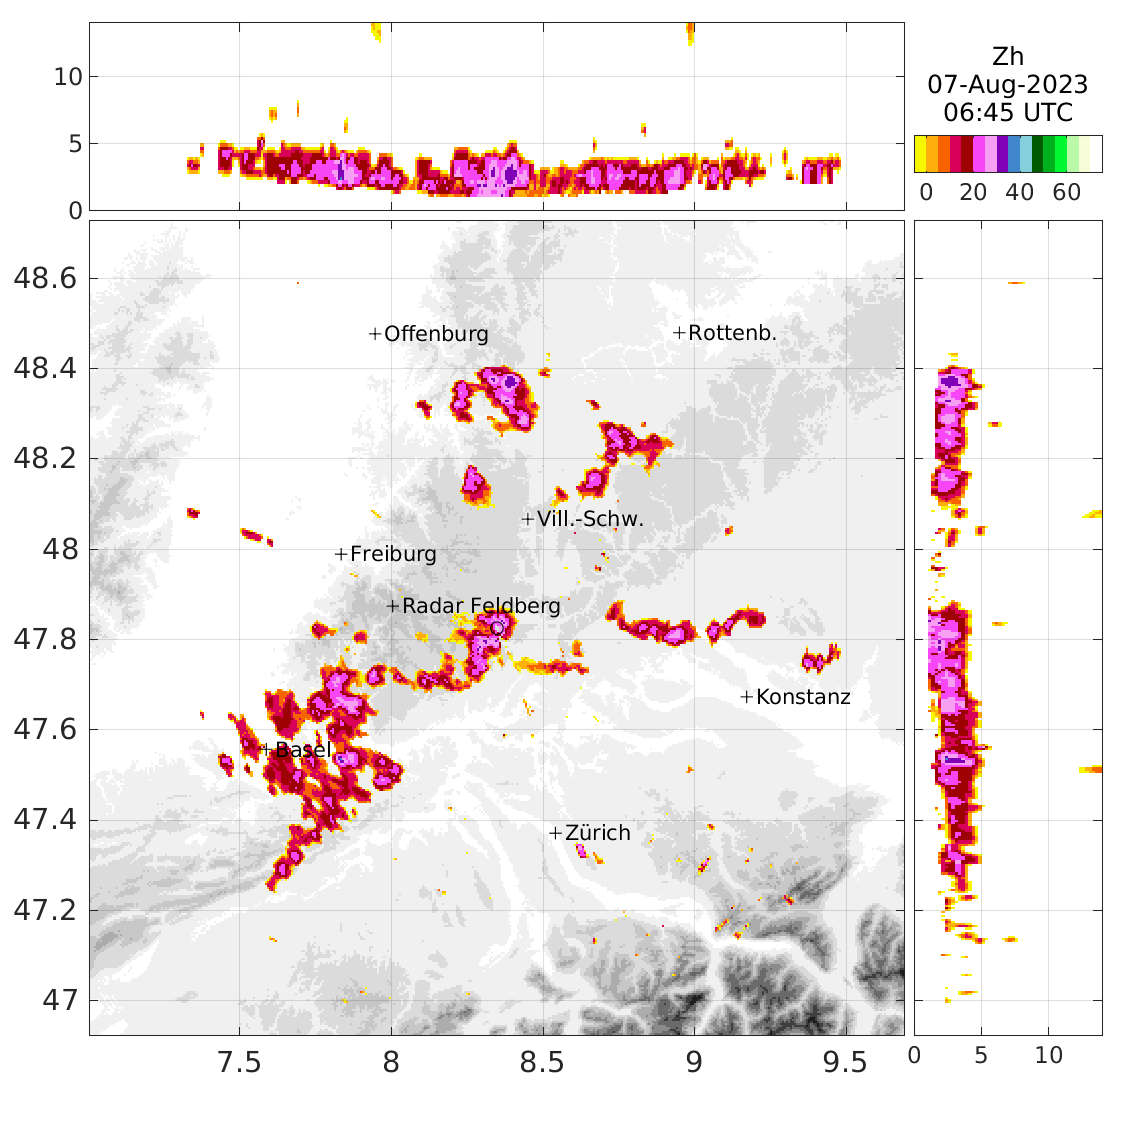 Zh
07-Aug-2023
06:45 UTC
0 20 40 60
10
5
0
48.6
48.4
48.2
48
47.8
47.6
47.4
47.2
47
+Offenburg
+Rottenb.
+Vill.-Schw.
+Freiburg
+Radar Feldberg
+Konstanz
+Basel
+Zürich
7.5 8 8.5 9 9.5
0 5 10